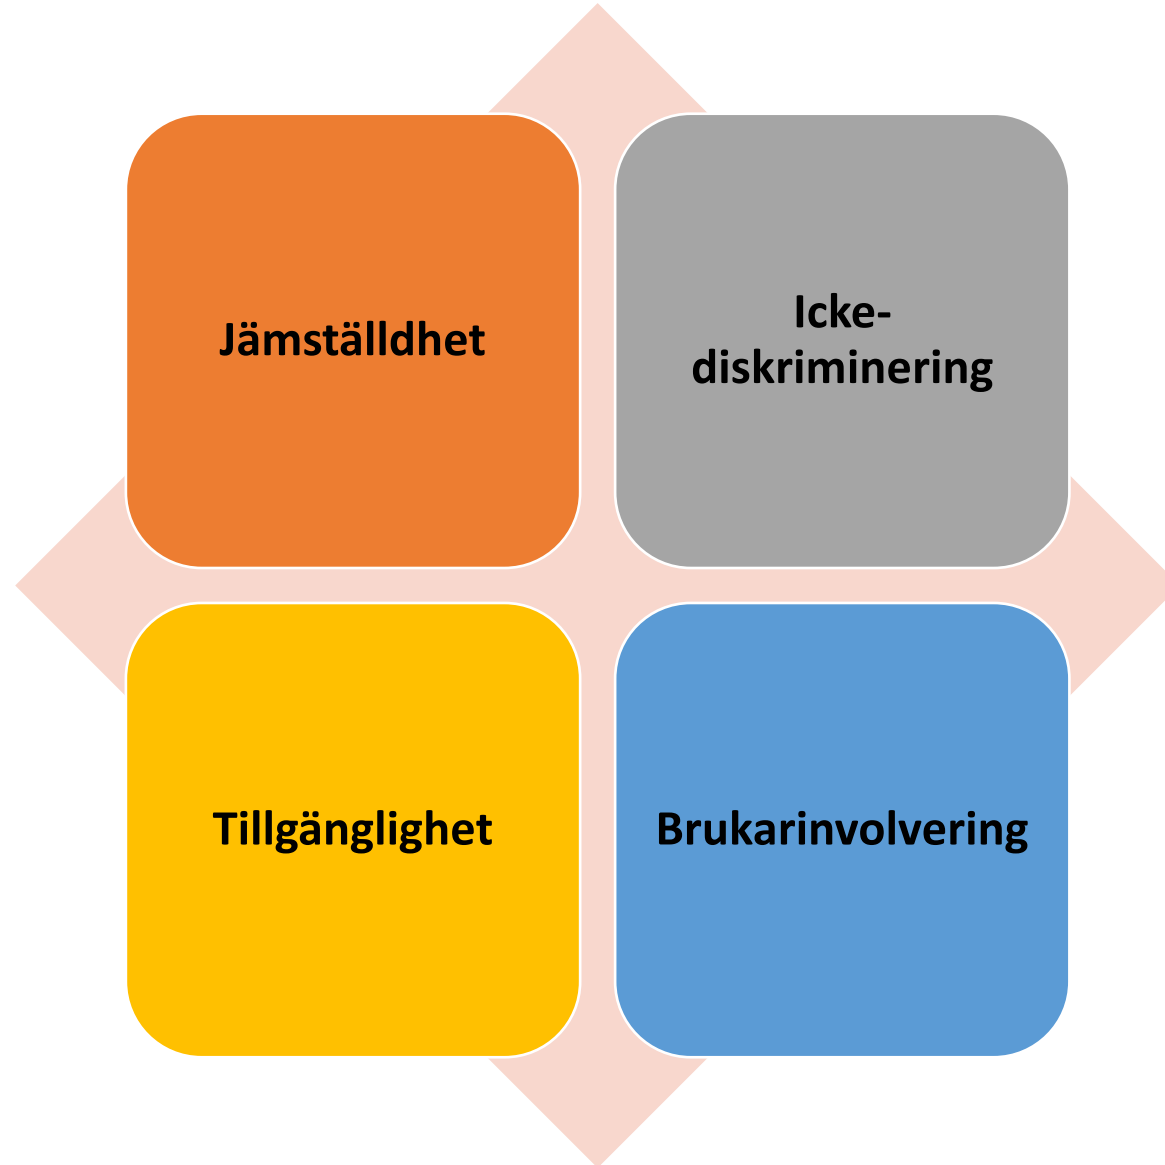 Jämställdhet
Icke-
diskriminering
Tillgänglighet
Brukarinvolvering